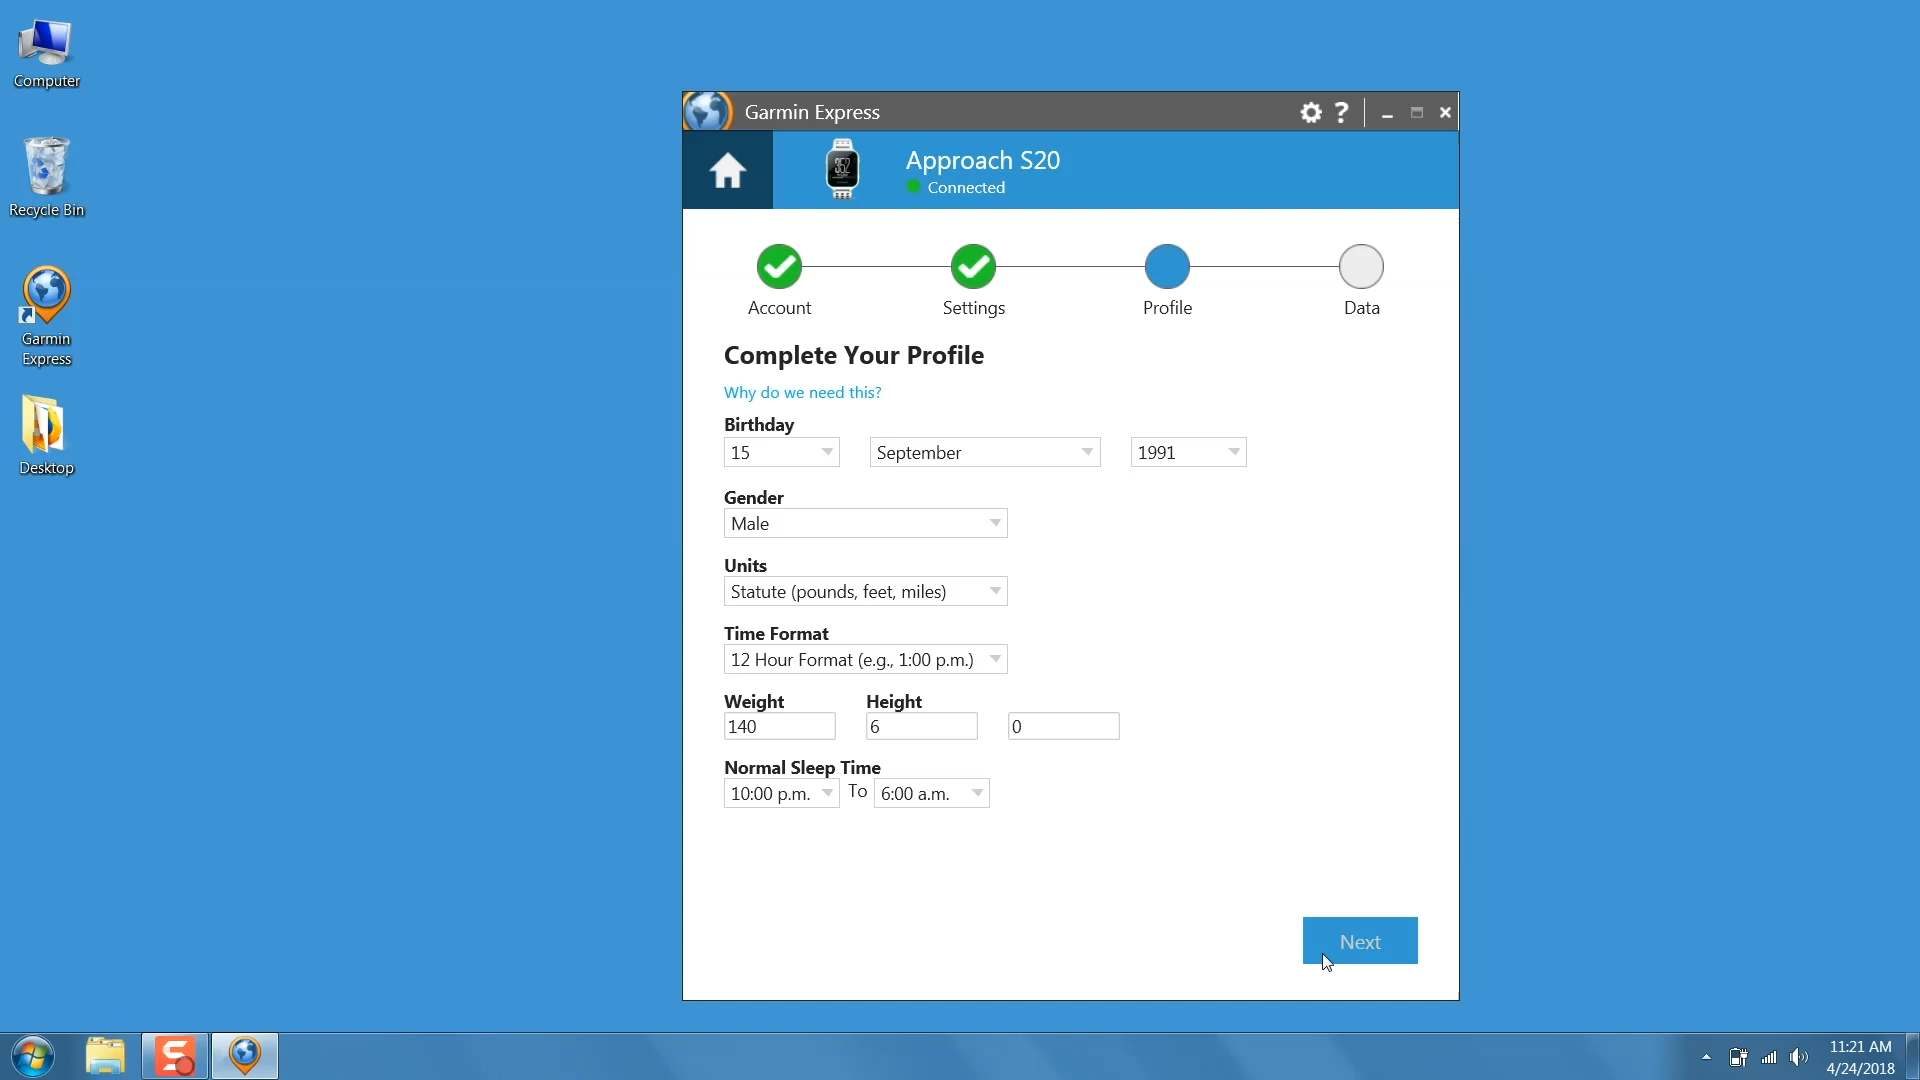 Computer
Recycle Bin
Garmin
Express
Desktop
Garmin Express
?
Approach S20
Connected
Account
Settings
Profile
Data
Complete Your Profile
Why do we need this?
Birthday
15
September
1991
Gender
Male
Units
Statute (pounds, feet, miles)
Time Format
12 Hour Format (e.g., 1:00 p.m.)
Weight
Height
140
6
0
Normal Sleep Time
10:00 p.m.
To
6:00 a.m.
Next
11:21 AM
4/24/2018